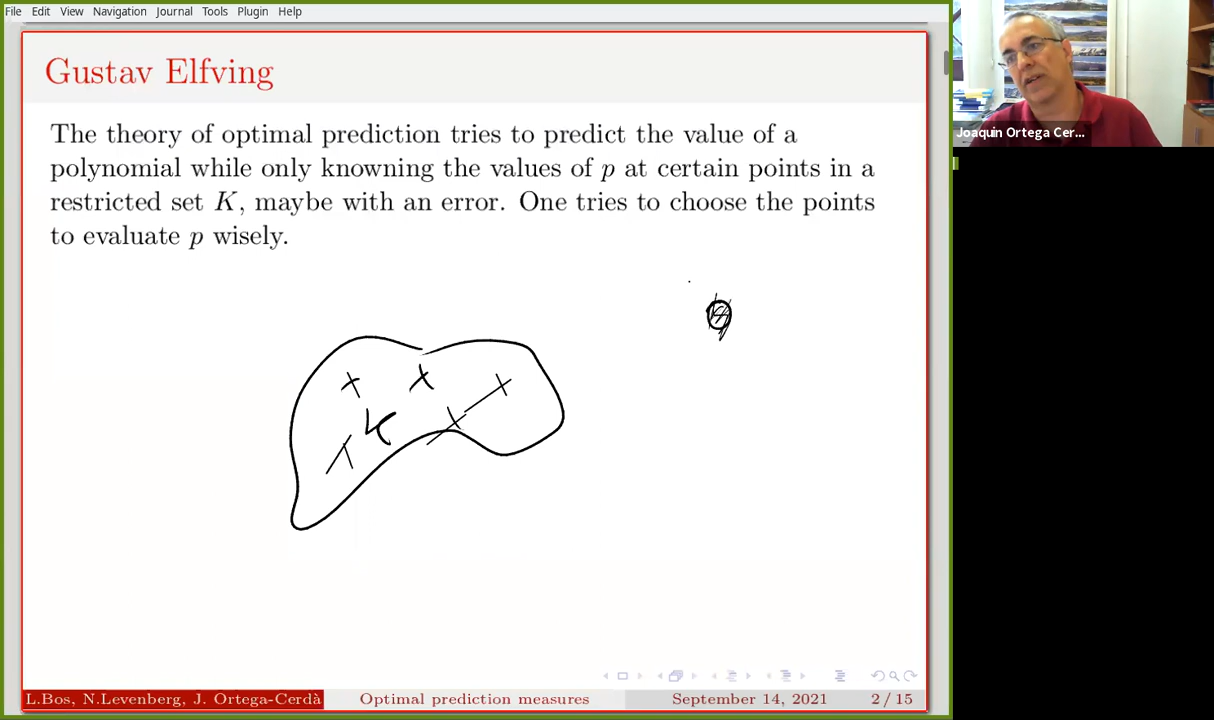 File Edit View Navigation Journal Tools Plugin Help
Gustav Elfving
The theory of optimal prediction tries to predict the value of a
polynomial while only knowning the values of p at certain points in a
restricted set K, maybe with an error. One tries to choose the points
to evaluate p wisely.
K
L.Bos, N.Levenberg, J. Ortega-Cerdà Optimal prediction measures September 14, 2021 2 / 15
Joaquin Ortega Cer...